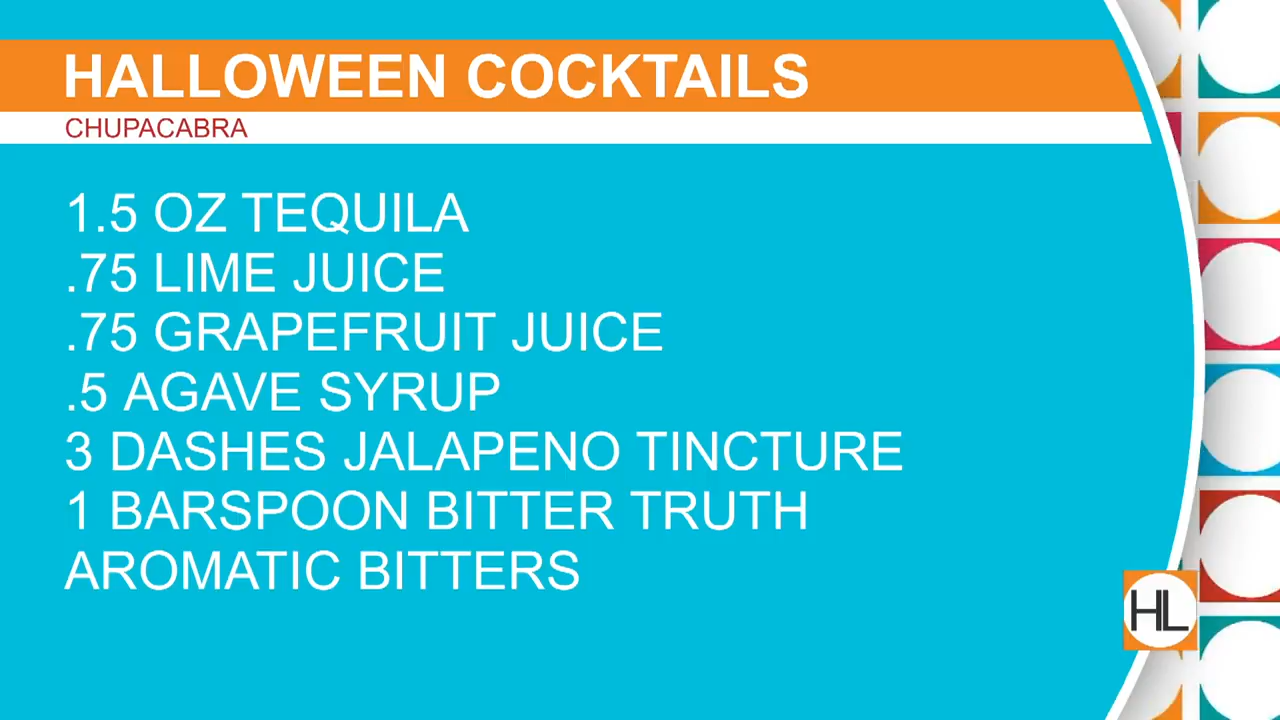 HALLOWEEN COCKTAILS
CHUPACABRA
1.5 OZ TEQUILA
.75 LIME JUICE
.75 GRAPEFRUIT JUICE
.5 AGAVE SYRUP
3 DASHES JALAPENO TINCTURE
1 BARSPOON BITTER TRUTH
AROMATIC BITTERS
HL